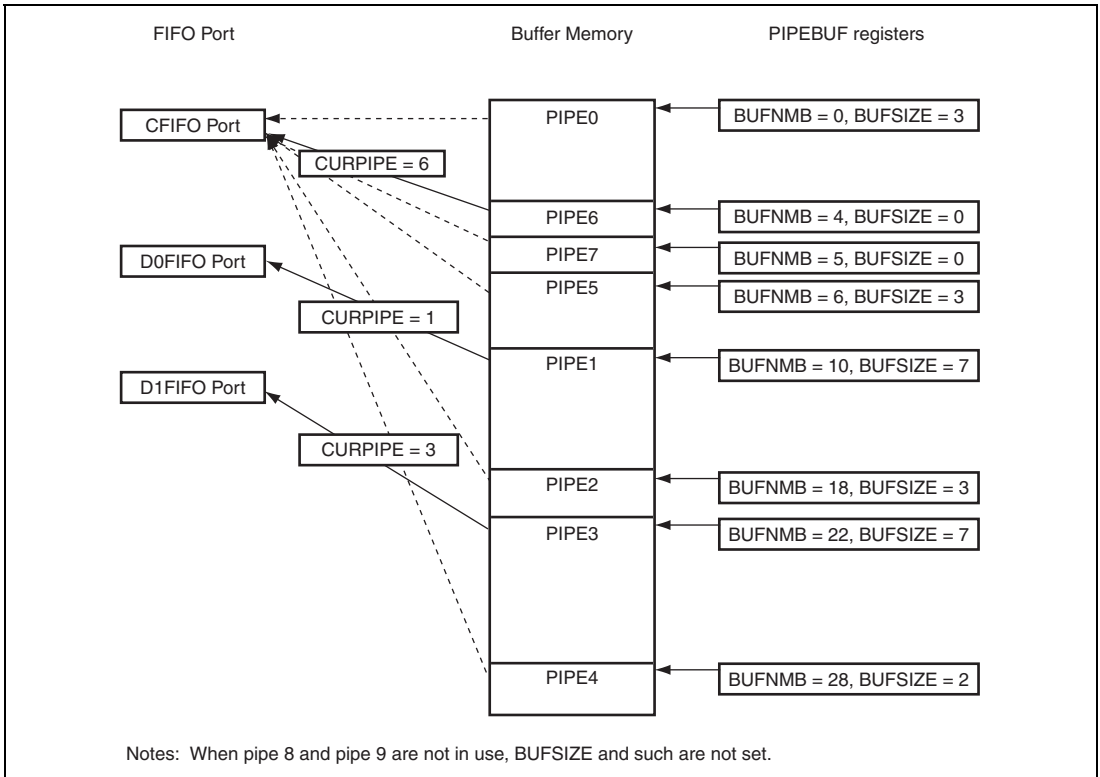 FIFO Port
Buffer Memory
PIPEBUF registers
CFIFO Port
PIPE0
BUFNMB = 0, BUFSIZE = 3
CURPIPE = 6
PIPE6
BUFNMB = 4, BUFSIZE = 0
D0FIFO Port
PIPE7
BUFNMB = 5, BUFSIZE = 0
PIPE5
BUFNMB = 6, BUFSIZE = 3
CURPIPE = 1
PIPE1
BUFNMB = 10, BUFSIZE = 7
D1FIFO Port
CURPIPE = 3
PIPE2
BUFNMB = 18, BUFSIZE = 3
PIPE3
BUFNMB = 22, BUFSIZE = 7
PIPE4
BUFNMB = 28, BUFSIZE = 2
Notes: When pipe 8 and pipe 9 are not in use, BUFSIZE and such are not set.